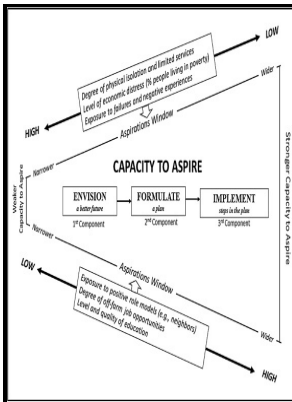 LOW
Degree of physical isolation and limited services
Level of economic distress (% people living in poverty)
Exposure to failures and negative experiences
HIGH
Aspirations Window
Wider
Narrower
CAPACITY TO ASPIRE
Weaker
Capacity to Aspire
Stronger Capacity to Aspire
ENVISION
a better future
FORMULATE
a plan
IMPLEMENT
steps in the plan
1st Component
2nd Component
3rd Component
Narrower
LOW
Aspirations Window
Wider
Exposure to positive role models (e.g., neighbors)
Degree of off-farm job opportunities
Level and quality of education
HIGH